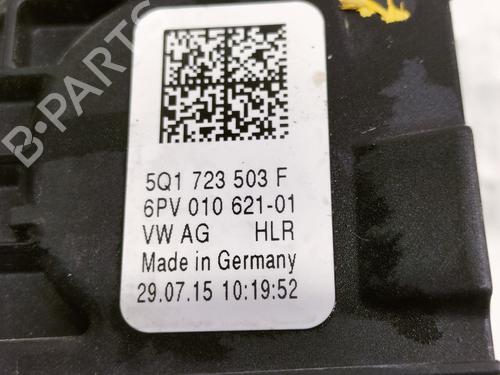 B-PARTS
5Q1 723 503 F
6PV 010 621-01
VW AG HLR
Made in Germany
29.07.15 10:19:52